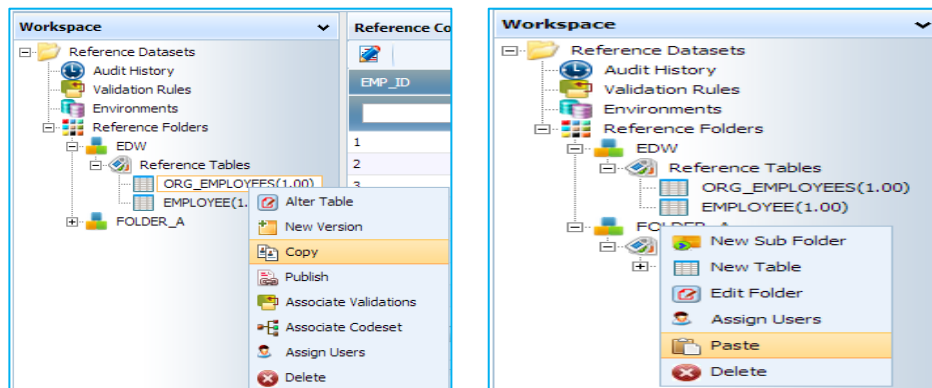 Workspace
Reference Datasets
Audit History
Validation Rules
Environments
Reference Folders
EDW
Reference Tables
ORG_EMPLOYEES(1.00)
EMPLOYEE(1.
FOLDER_A
Reference Co
EMP_ID
1
2
3
Alter Table
New Version
Copy
Publish
Associate Validations
Associate Codeset
Assign Users
Delete
Workspace
Reference Datasets
Audit History
Validation Rules
Environments
Reference Folders
EDW
Reference Tables
ORG_EMPLOYEES(1.00)
EMPLOYEE(1.00)
New Sub Folder
New Table
Edit Folder
Assign Users
Paste
Delete